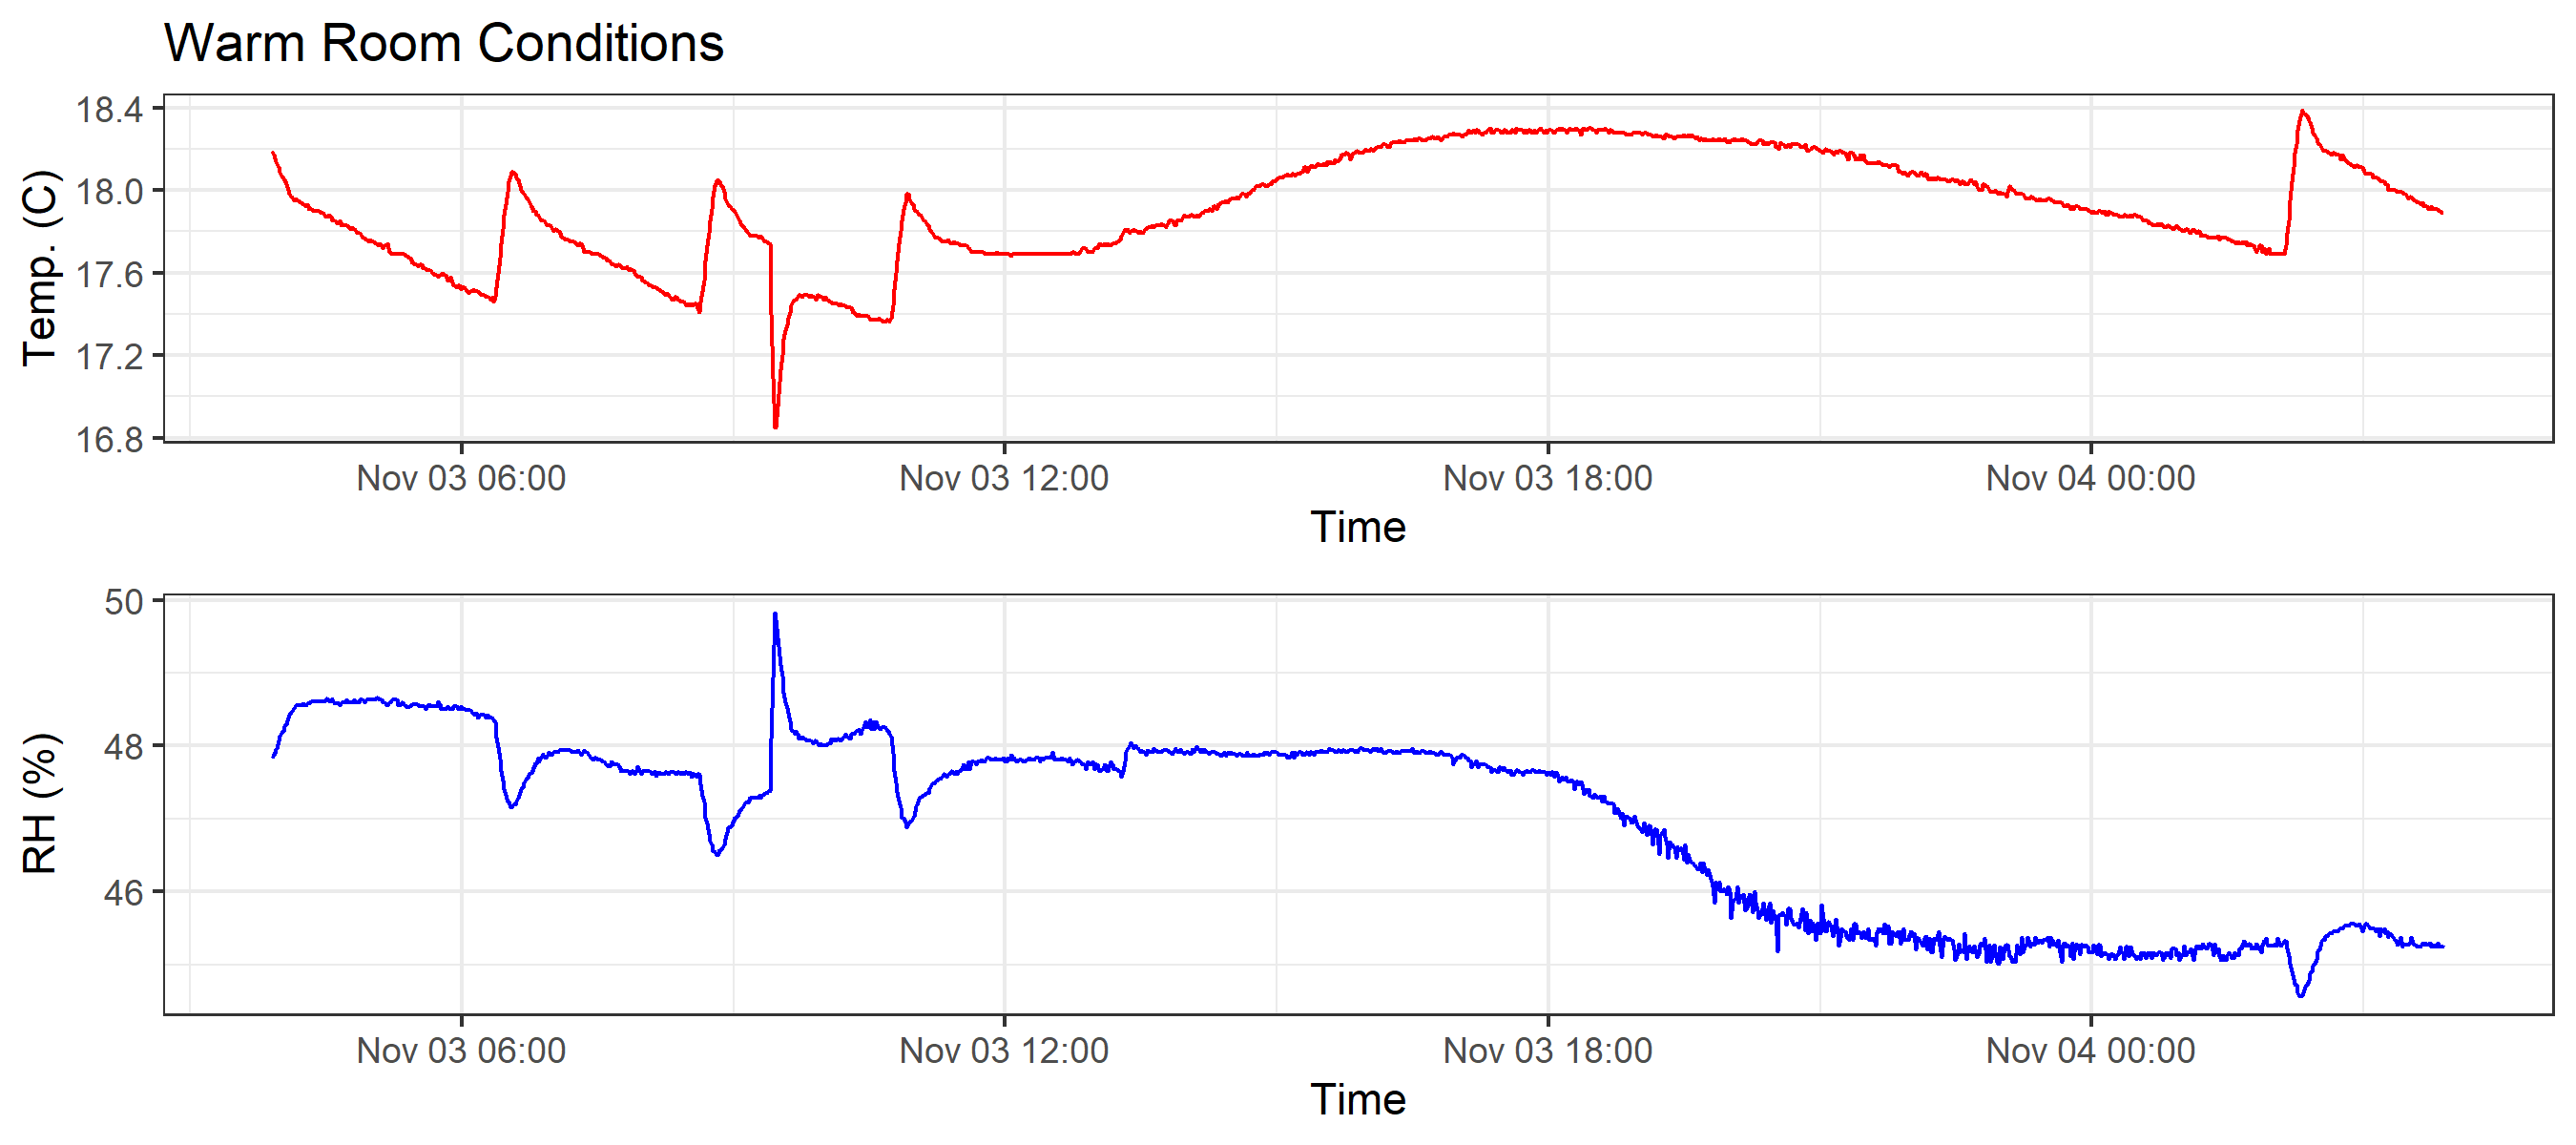 Warm Room Conditions
Temp. (C)
18.4
18.0
17.6
17.2
16.8
Nov 03 06:00 Nov 03 12:00 Nov 03 18:00 Nov 04 00:00
Time
RH (%)
50
48
46
Nov 03 06:00 Nov 03 12:00 Nov 03 18:00 Nov 04 00:00
Time